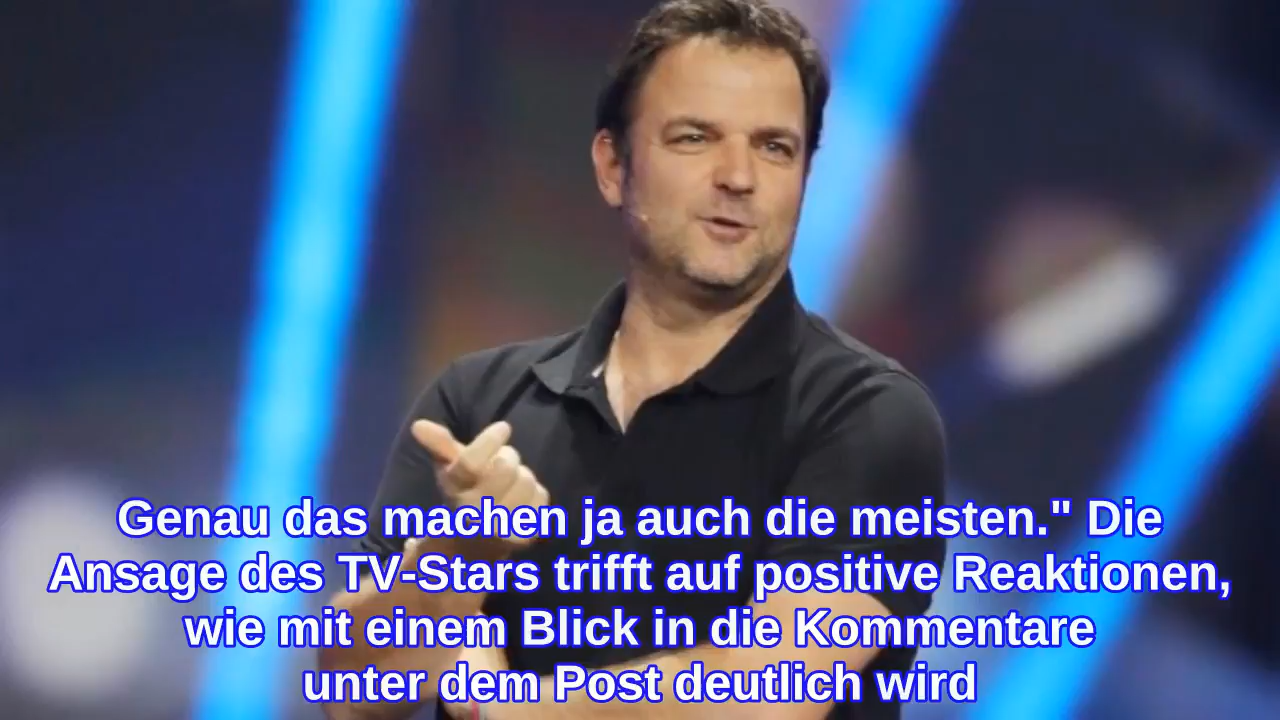 Genau das machen ja auch die meisten." Die
Ansage des TV-Stars trifft auf positive Reaktionen,
wie mit einem Blick in die Kommentare
unter dem Post deutlich wird